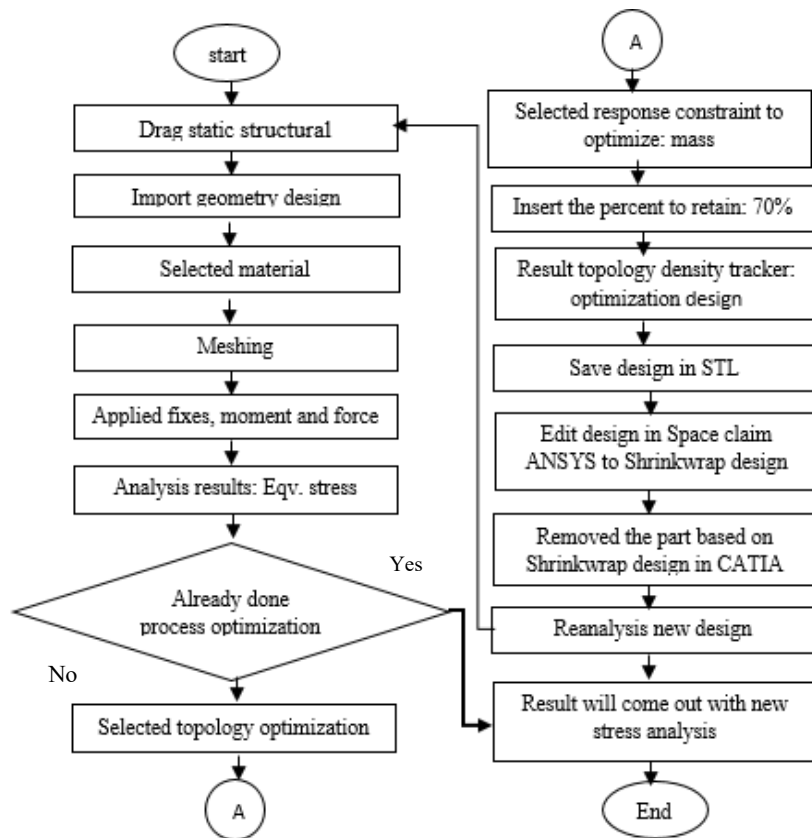 start
Drag static structural
Import geometry design
Selected material
Meshing
Applied fixes, moment and force
Analysis results: Eqv. stress
Yes
Already done
process optimization
No
Selected topology optimization
A
A
Selected response constraint to
optimize: mass
Insert the percent to retain: 70%
Result topology density tracker:
optimization design
Save design in STL
Edit design in Space claim
ANSYS to Shrinkwrap design
Removed the part based on
Shrinkwrap design in CATIA
Reanalysis new design
Result will come out with new
stress analysis
End